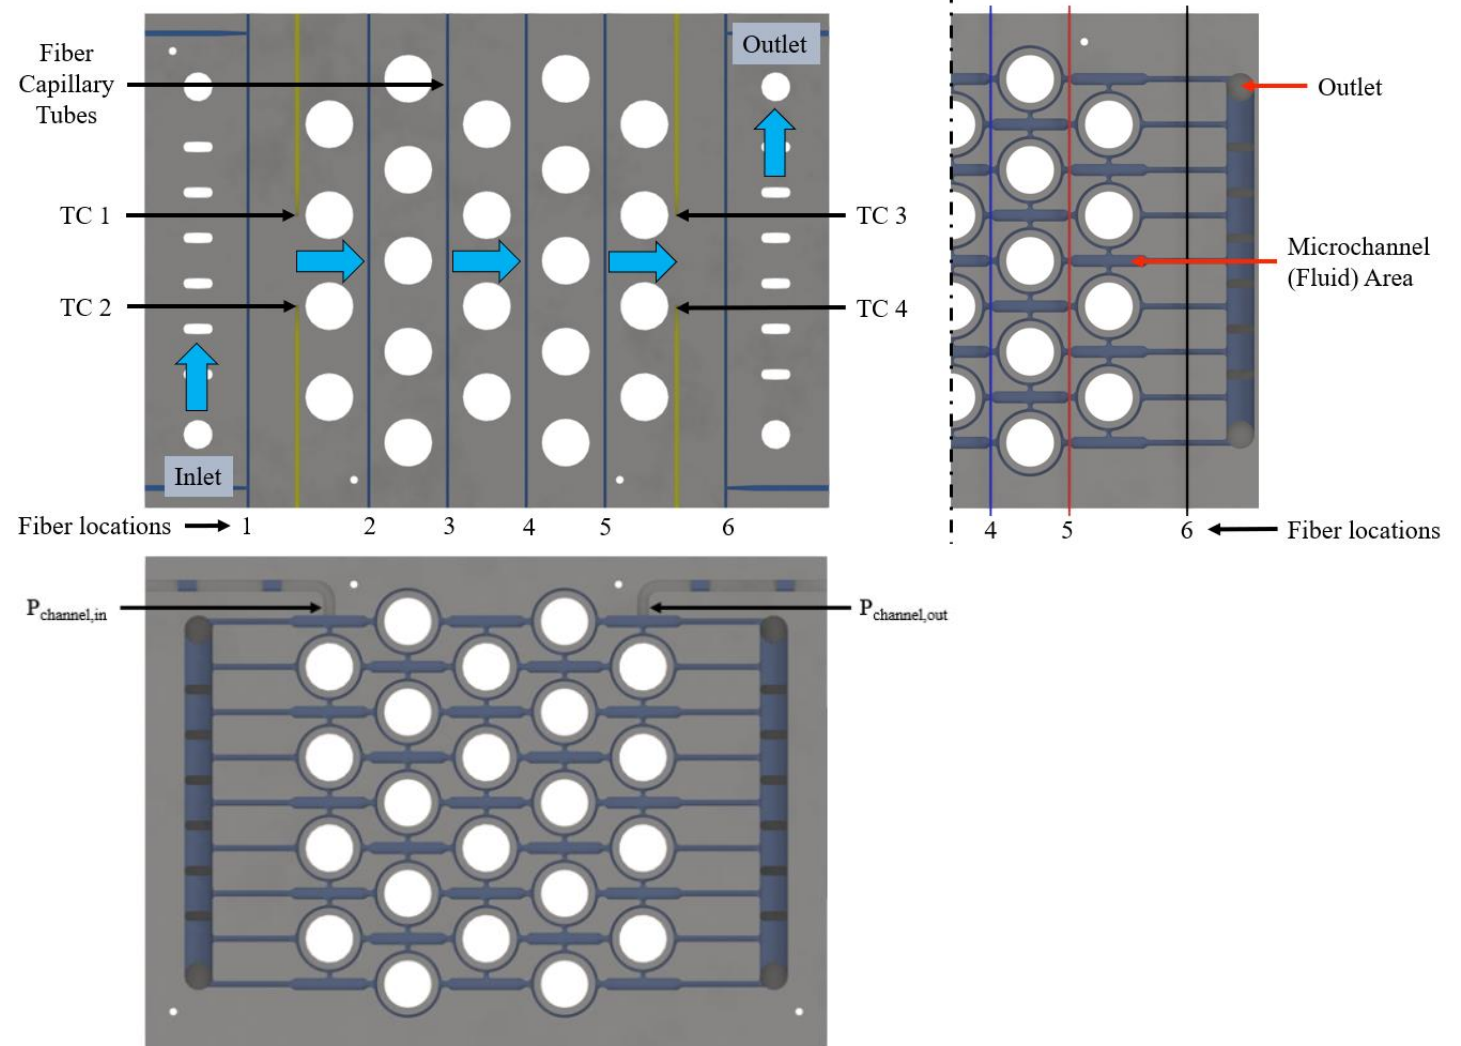 Fiber
Capillary
Tubes
Outlet
TC 1
TC 2
TC 3
TC 4
Inlet
Fiber locations
1
2
3
4
5
6
Outlet
Microchannel
(Fluid) Area
4
5
6
Fiber locations
Pchannel,in
Pchannel,out